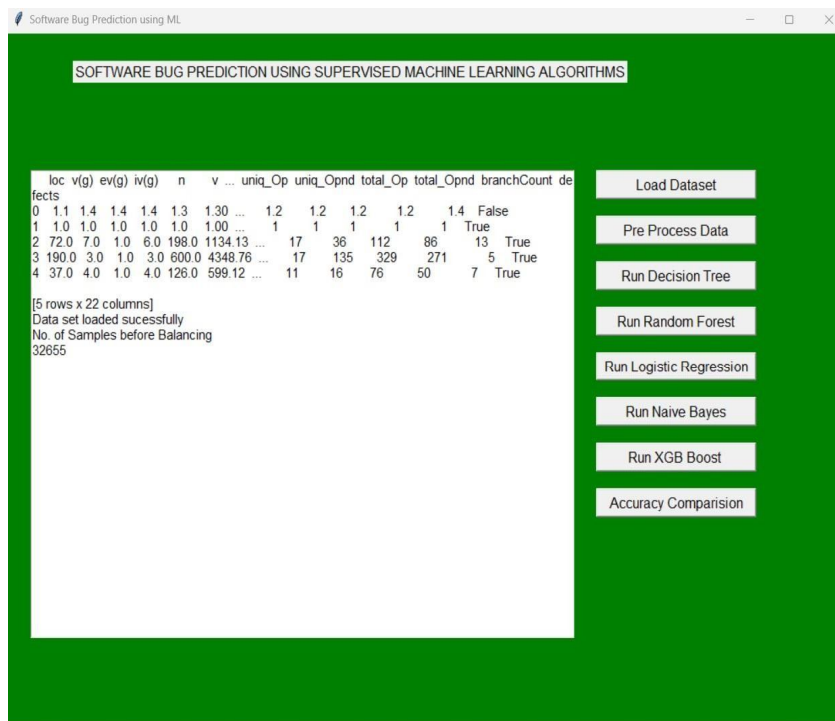 Software Bug Prediction using ML
SOFTWARE BUG PREDICTION USING SUPERVISED MACHINE LEARNING ALGORITHMS
loc v(g) ev(g) iv(g) n v ... uniq_Op uniq_Opnd total_Op total_Opnd branchCount de
fects
0 1.1 1.4 1.4 1.4 1.3 1.30 ... 1.2 1.2 1.2 1.2 1.4 False
1 1.0 1.0 1.0 1.0 1.0 1.00 ... 1 1 1 1 1 True
2 72.0 7.0 1.0 6.0 198.0 1134.13 ... 17 36 112 86 13 True
3 190.0 3.0 1.0 3.0 600.0 4348.76 ... 17 135 329 271 5 True
4 37.0 4.0 1.0 4.0 126.0 599.12 ... 11 16 76 50 7 True
[5 rows x 22 columns]
Data set loaded sucessfully
No. of Samples before Balancing
32655
Load Dataset
Pre Process Data
Run Decision Tree
Run Random Forest
Run Logistic Regression
Run Naive Bayes
Run XGB Boost
Accuracy Comparision